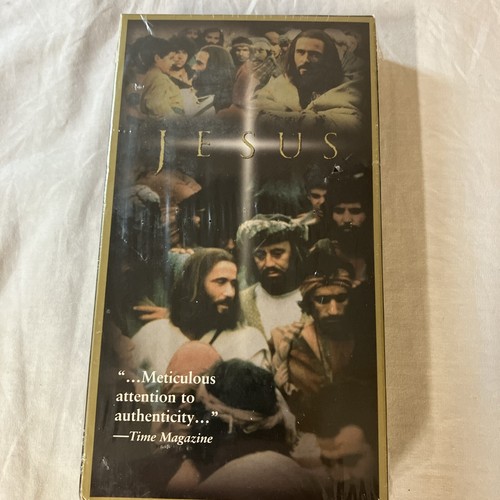 JESUS
“...Meticulous
attention to
authenticity...”
—Time Magazine